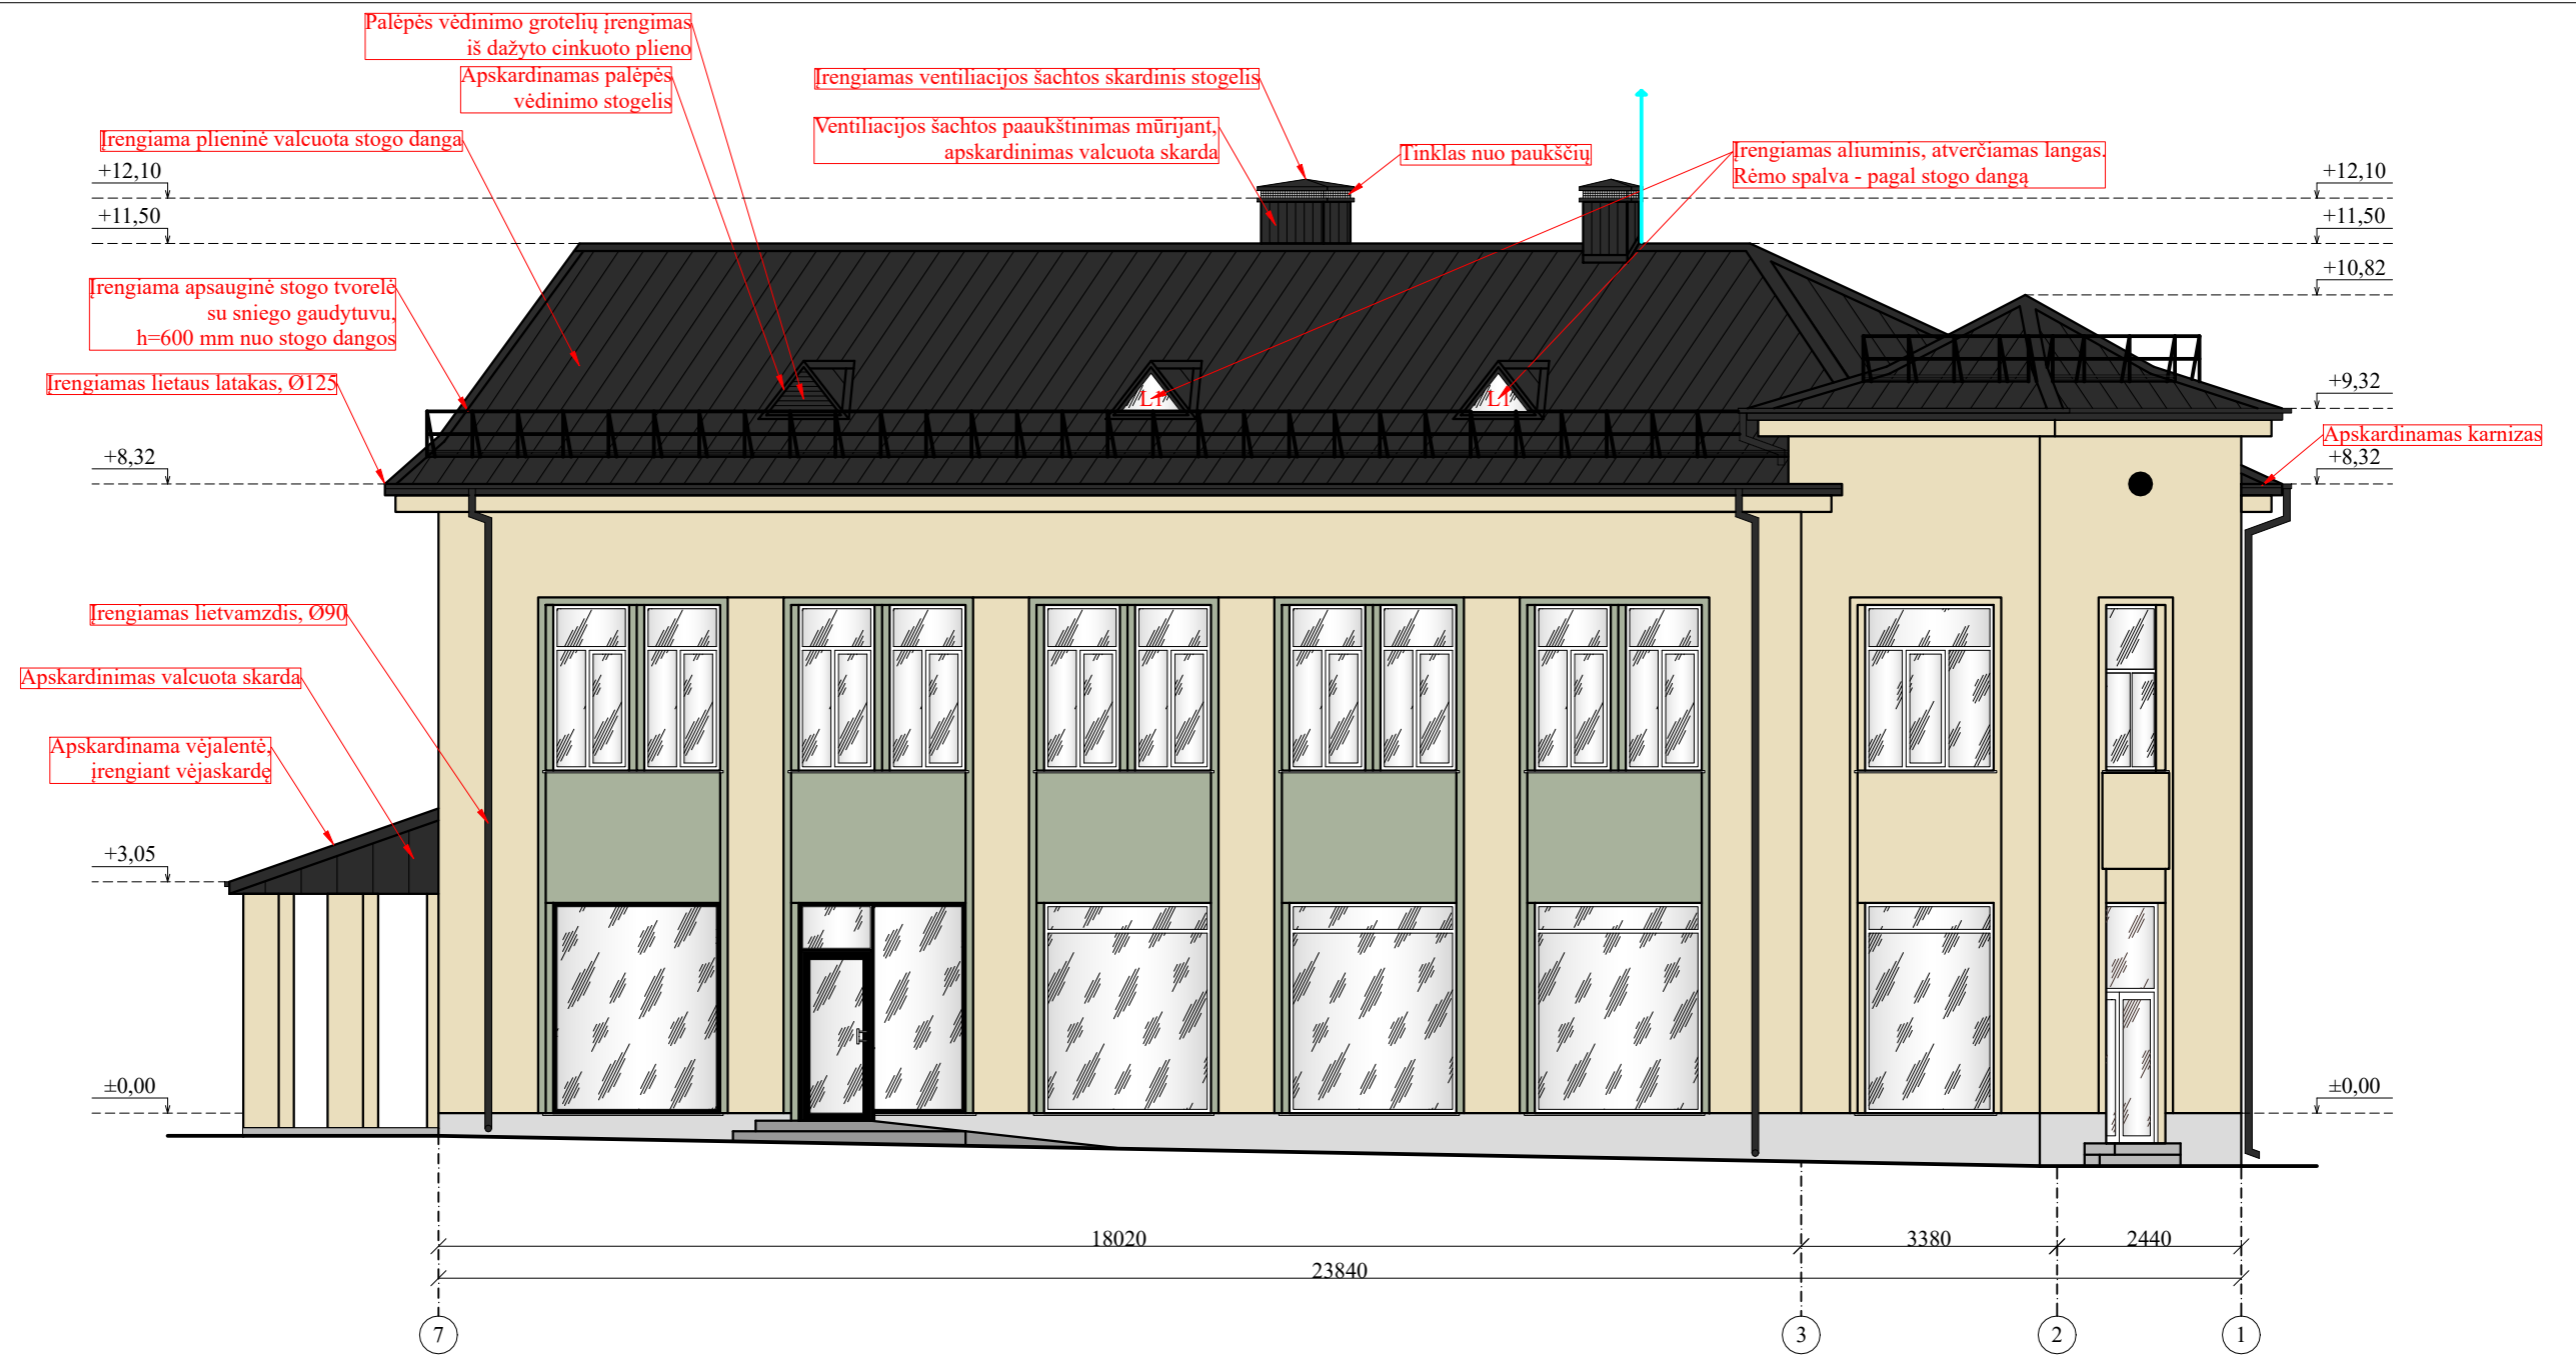 Palėpės vėdinimo grotelių įrengimas
iš dažyto cinkuoto plieno
Apskardinamas palėpės
vėdinimo stogelis
Įrengiamas ventiliacijos šachtos skardinis stogelis
Ventiliacijos šachtos paaukštinimas mūrijant,
apskardinimas valcuota skarda
Tinklas nuo paukščių
Įrengiamas aliuminis, atverčiamas langas.
Rėmo spalva - pagal stogo dangą
Įrengiama plieninė valcuota stogo danga
+12,10
+11,50
+12,10
+11,50
+10,82
Įrengiama apsauginė stogo tvorelė
su sniego gaudytuvu,
h=600 mm nuo stogo dangos
Įrengiamas lietaus latakas, Ø125
L1
L1
+9,32
Apskardinamas karnizas
+8,32
+8,32
Įrengiamas lietvamzdis, Ø90
Apskardinimas valcuota skarda
Apskardinama vėjalentė,
įrengiant vėjaskardę
+3,05
±0,00
±0,00
18020
3380
2440
23840
7
3
2
1